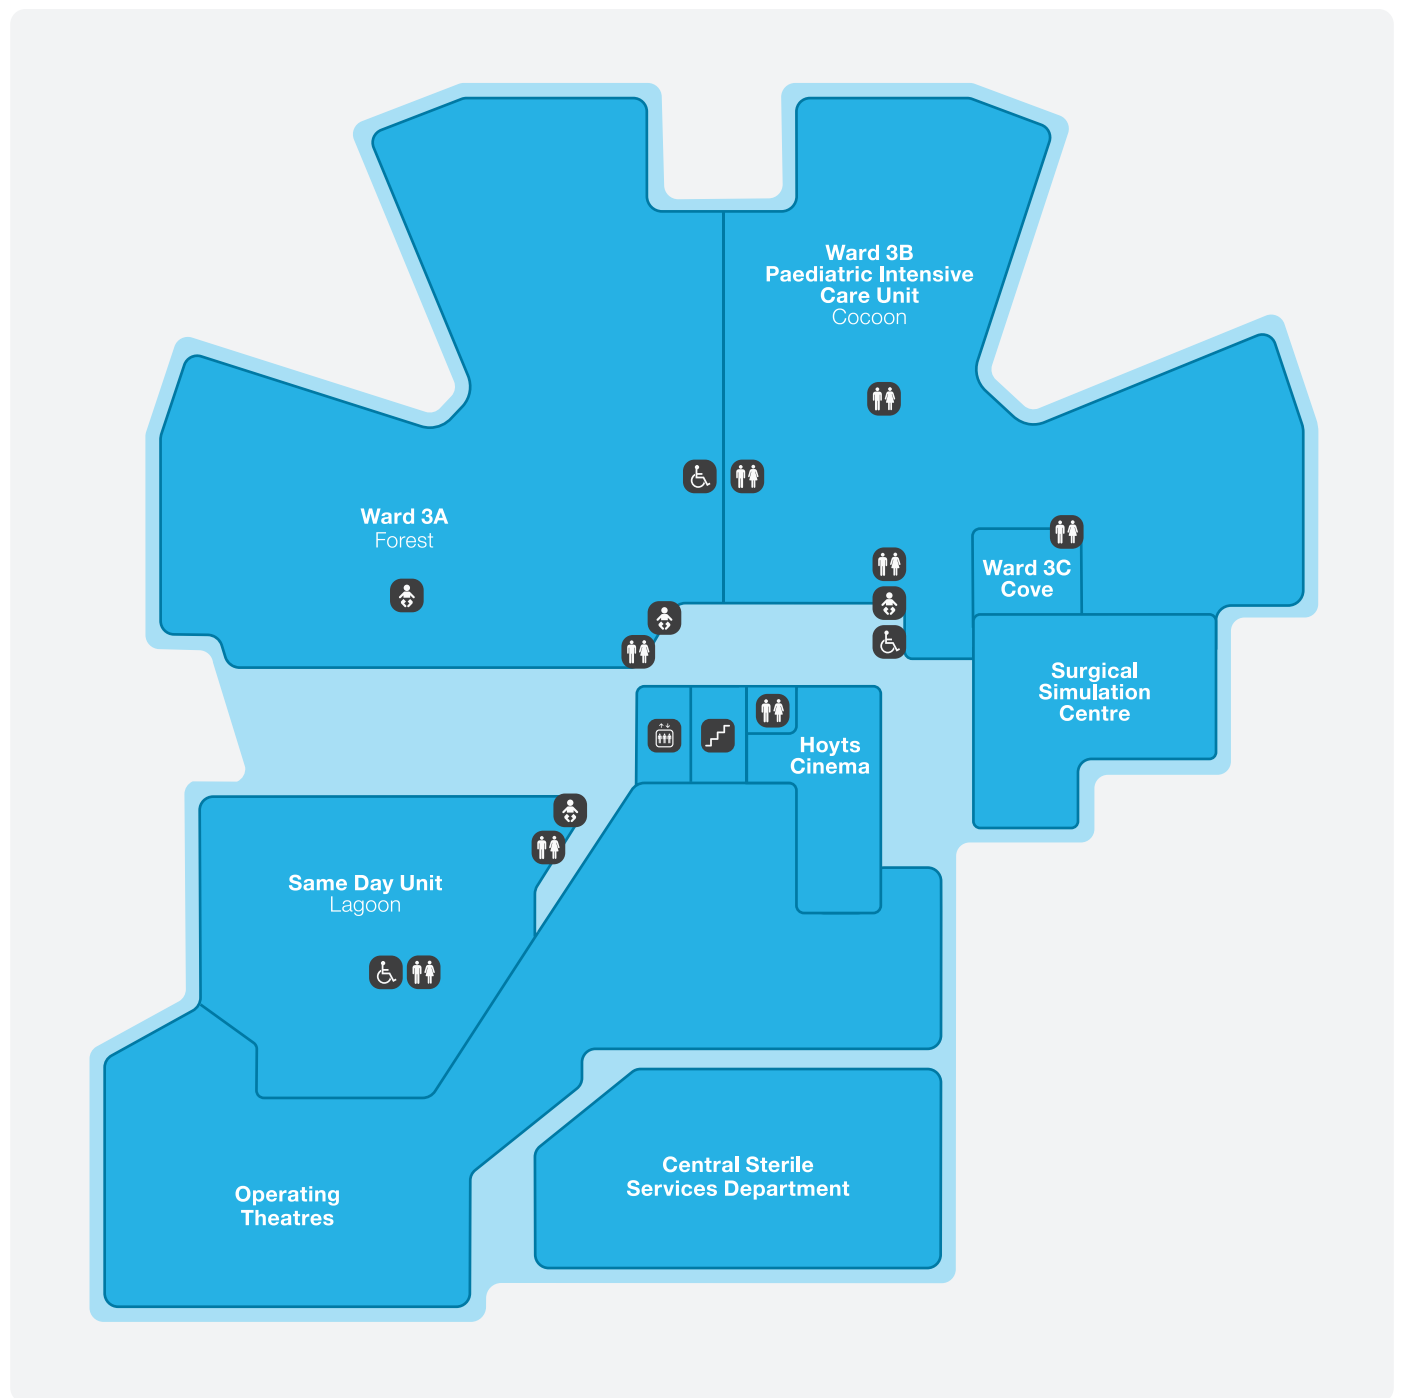 Ward 3B
Paediatric Intensive
Care Unit
Cocoon
Ward 3A
Forest
Ward 3C
Cove
Surgical
Simulation
Centre
Hoyts
Cinema
Same Day Unit
Lagoon
Central Sterile
Services Department
Operating
Theatres